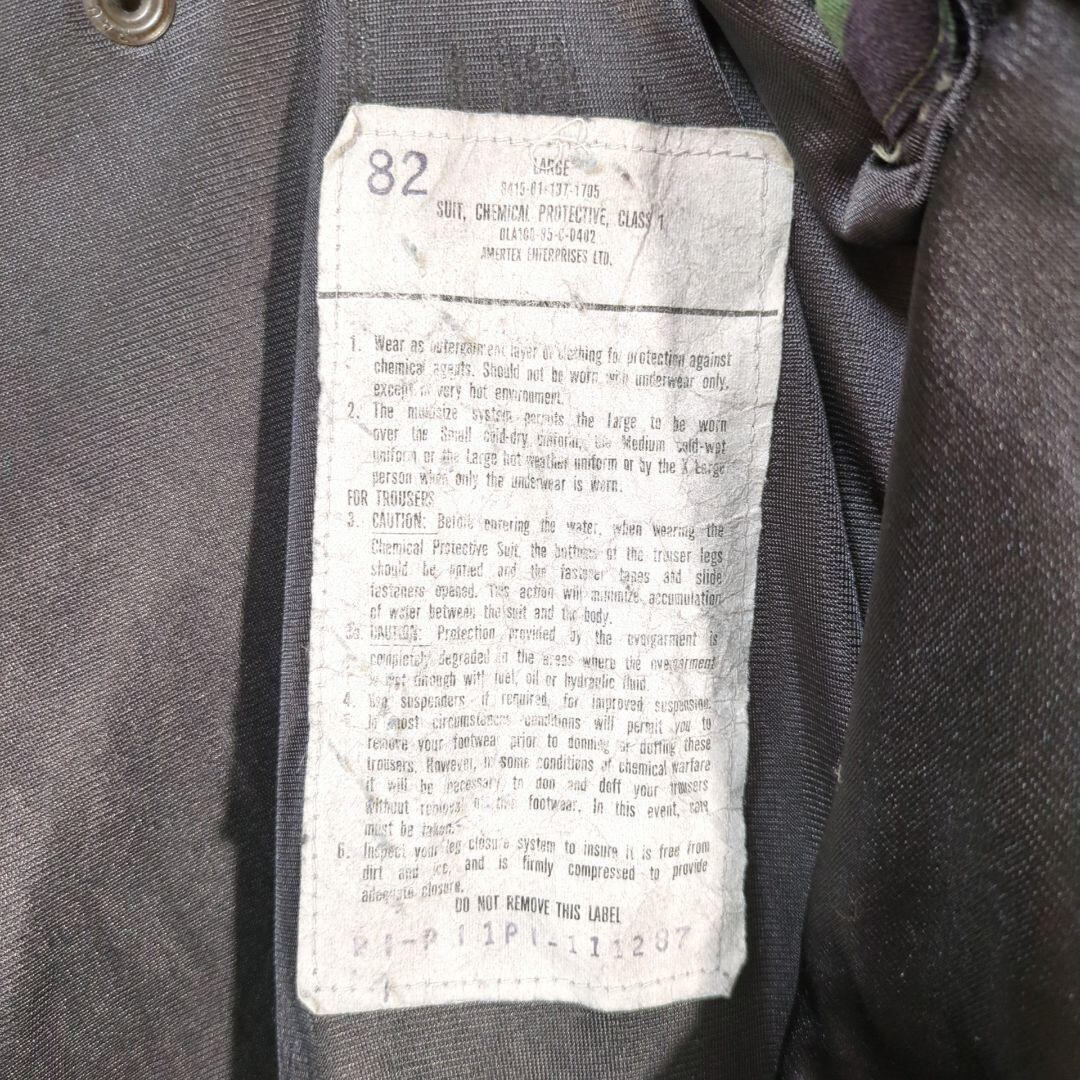 82
LARGE
8415-01-137-1705
SUIT, CHEMICAL PROTECTIVE, CLASS 1
DLA100-85-C-0402
AMERTEX ENTERPRISES LTD.
1. Wear as outergarment layer of clothing for protection against
chemical agents. Should not be worn with underwear only,
except in very hot environment.
2. The multisize system permits the large to be worn
over the Small cold-dry uniform, the Medium cold-wet
uniform or the Large hot weather uniform or by the X Large
person when only the underwear is worn.
FOR TROUSERS
3. CAUTION: Before entering the water, when wearing the
Chemical Protective Suit, the bottoms of the trouser legs
should be untied and the fastener tapes and slide
fasteners opened. This action will minimize accumulation
of water between the suit and the body.
3a. CAUTION: Protection provided by the overgarment is
completely degraded in the areas where the overgarment
is wet through with fuel, oil or hydraulic fluid.
4. Use suspenders if required, for improved suspension.
5. In most circumstances conditions will permit you to
remove your footwear prior to donning or doffing these
trousers. However, in some conditions of chemical warfare
it will be necessary to don and doff your trousers
without removal of the footwear. In this event, care
must be taken.
6. Inspect your leg closure system to insure it is free from
dirt and ice, and is firmly compressed to provide
adequate closure.
DO NOT REMOVE THIS LABEL